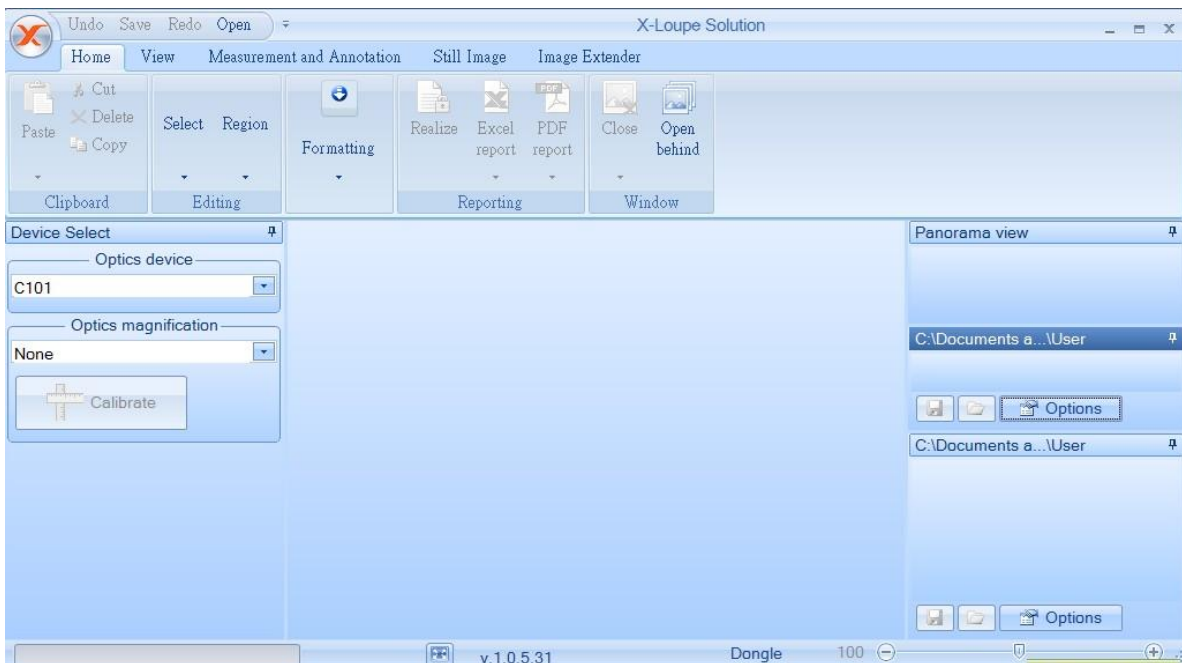 Undo Save Redo Open X-Loupe Solution
Home View Measurement and Annotation Still Image Image Extender
Paste
Cut
Delete
Copy
Clipboard
Select Region
Editing
Formatting
Realize Excel report PDF report
Reporting
Close Open behind
Window
Device Select
Optics device
C101
Optics magnification
None
Calibrate
Panorama view
C:\Documents a...\User
Options
C:\Documents a...\User
Options
v.1.0.5.31 Dongle 100